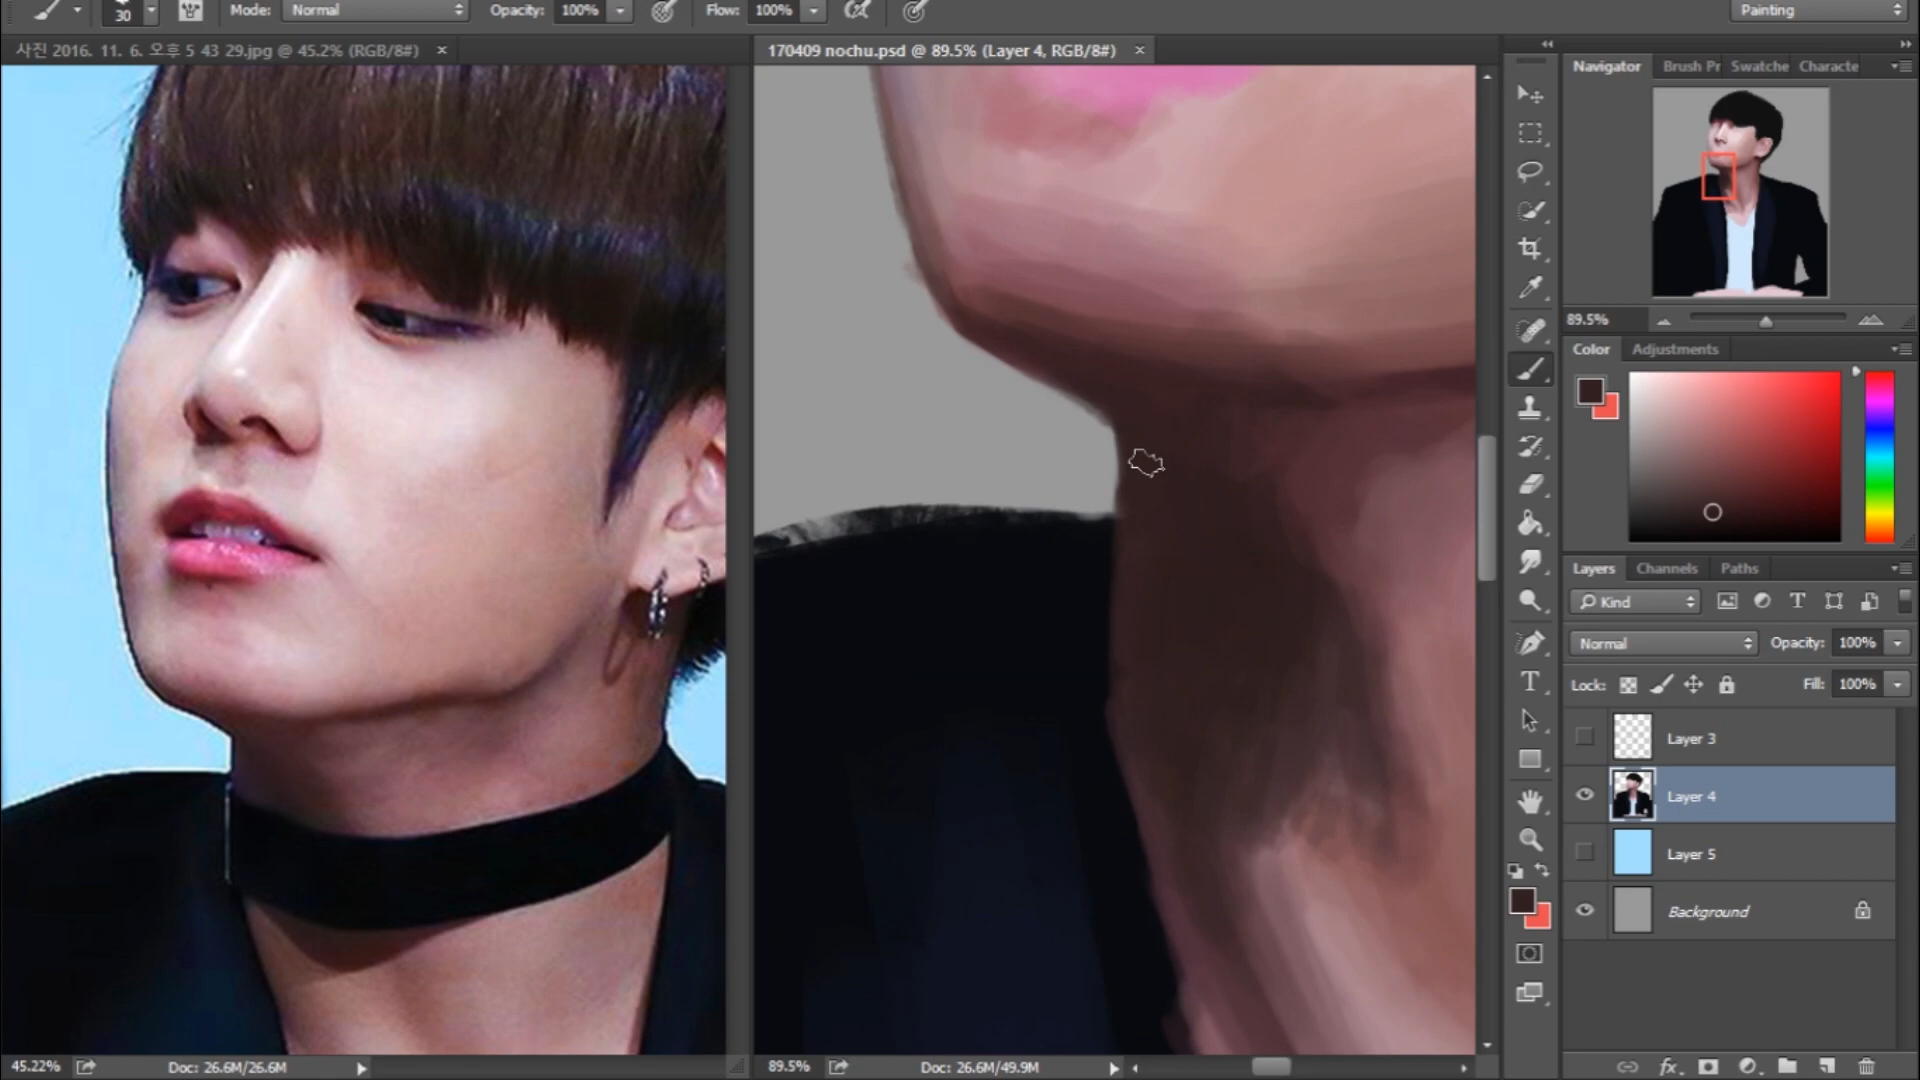 30 Mode: Normal Opacity: 100% Flow: 100% Painting
사진 2016. 11. 6. 오후 5 43 29.jpg @ 45.2% (RGB/8#) ×
170409 nochu.psd @ 89.5% (Layer 4, RGB/8#) ×
Navigator Brush Pr Swatche Characte
89.5%
Color Adjustments
Layers Channels Paths
Kind
Normal Opacity: 100%
Lock: Fill: 100%
Layer 3
Layer 4
Layer 5
Background
45.22% Doc: 26.6M/26.6M
89.5% Doc: 26.6M/49.9M